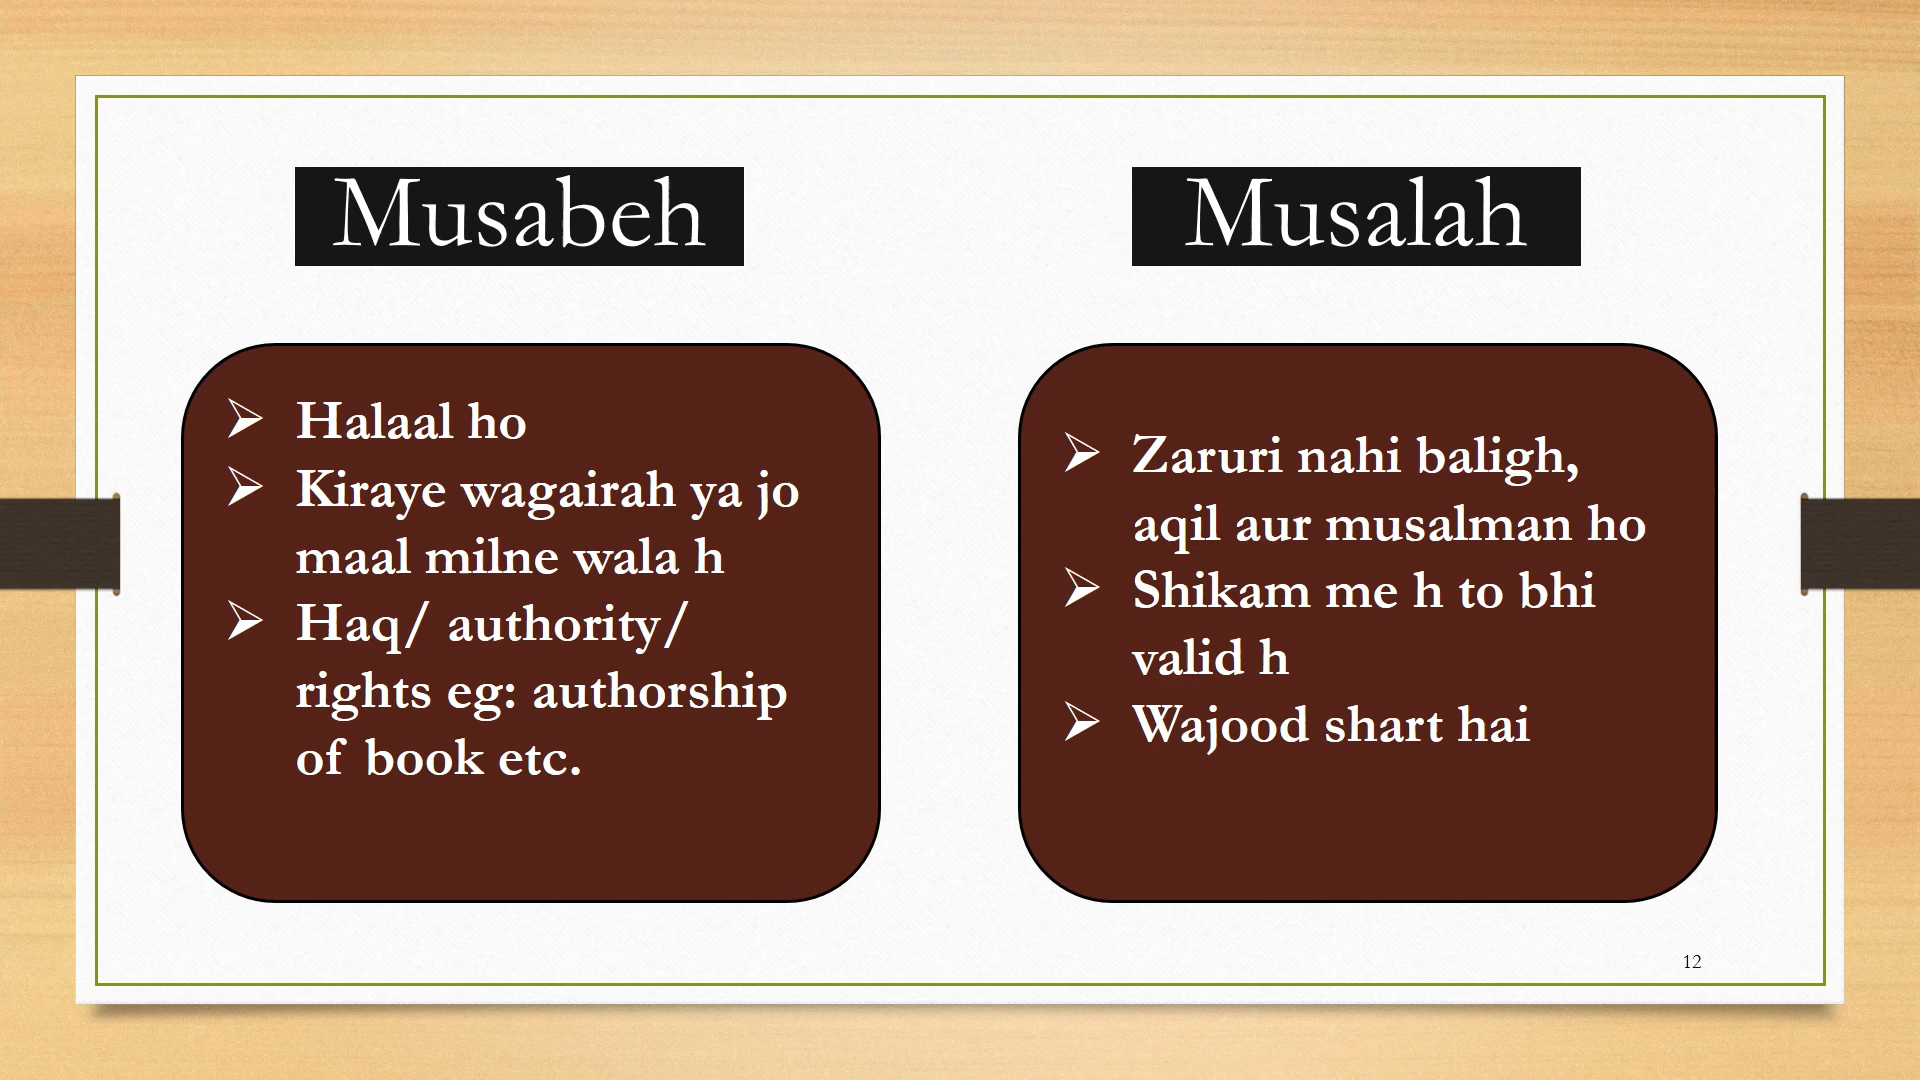 Musabeh
Halaal ho
Kiraye wagairah ya jo
maal milne wala h
Haq/ authority/
rights eg: authorship
of book etc.
Musalah
Zaruri nahi baligh,
aqil aur musalman ho
Shikam me h to bhi
valid h
Wajood shart hai
12